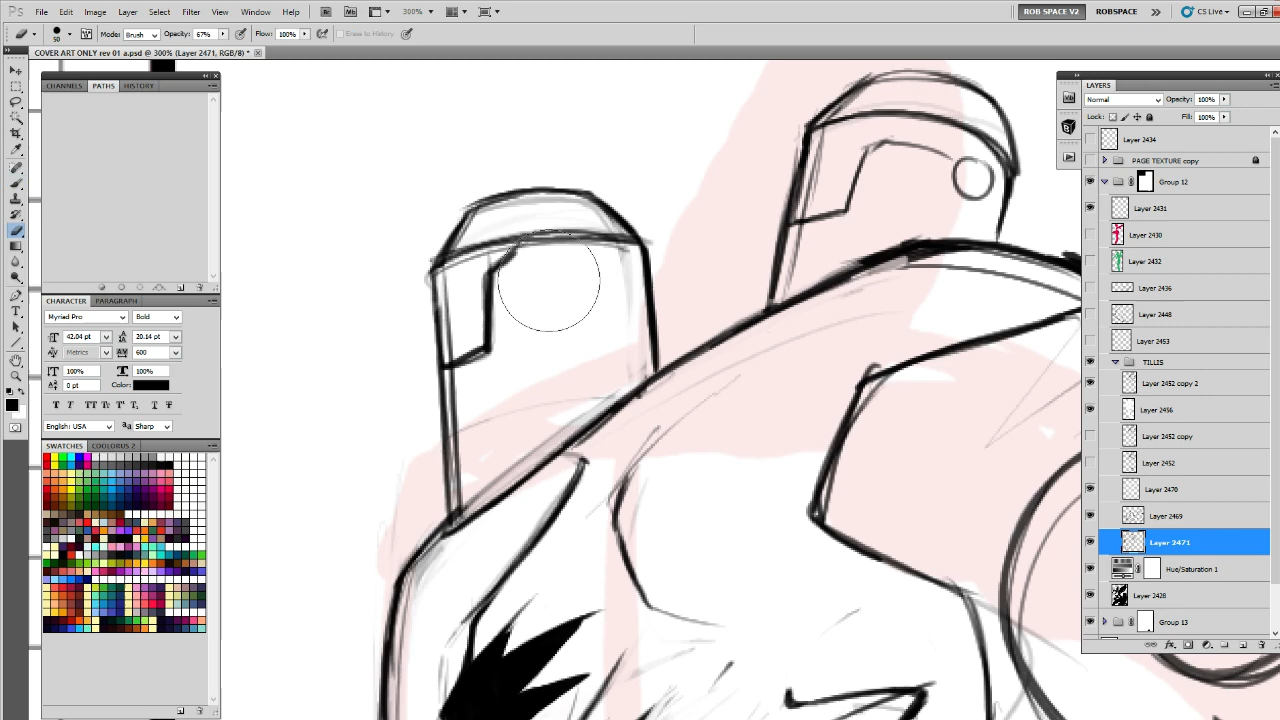 Ps File Edit Image Layer Select Filter View Window Help Br Mb 300% ROB SPACE V2 ROBSPACE CS Live
50 Mode: Brush Opacity: 67% Flow: 100% Erase to History
COVER ART ONLY rev 01 a.psd @ 300% (Layer 2471, RGB/8) *
CHANNELS PATHS HISTORY
CHARACTER PARAGRAPH
Myriad Pro Bold
42.04 pt 20.14 pt
Metrics 600
100% 100%
0 pt Color:
English: USA Sharp
SWATCHES COOLORUS 2
LAYERS
Normal Opacity: 100%
Lock: Fill: 100%
Layer 2434
PAGE TEXTURE copy
Group 12
Layer 2431
Layer 2430
Layer 2432
Layer 2436
Layer 2448
Layer 2453
TILLIS
Layer 2452 copy 2
Layer 2456
Layer 2452 copy
Layer 2452
Layer 2470
Layer 2469
Layer 2471
Hue/Saturation 1
Layer 2428
Group 13